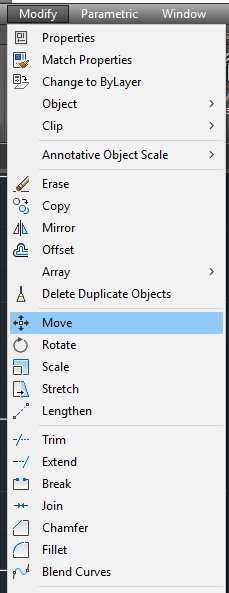 Modify Parametric Window
Properties
Match Properties
Change to ByLayer
Object
Clip
Annotative Object Scale
Erase
Copy
Mirror
Offset
Array
Delete Duplicate Objects
Move
Rotate
Scale
Stretch
Lengthen
Trim
Extend
Break
Join
Chamfer
Fillet
Blend Curves